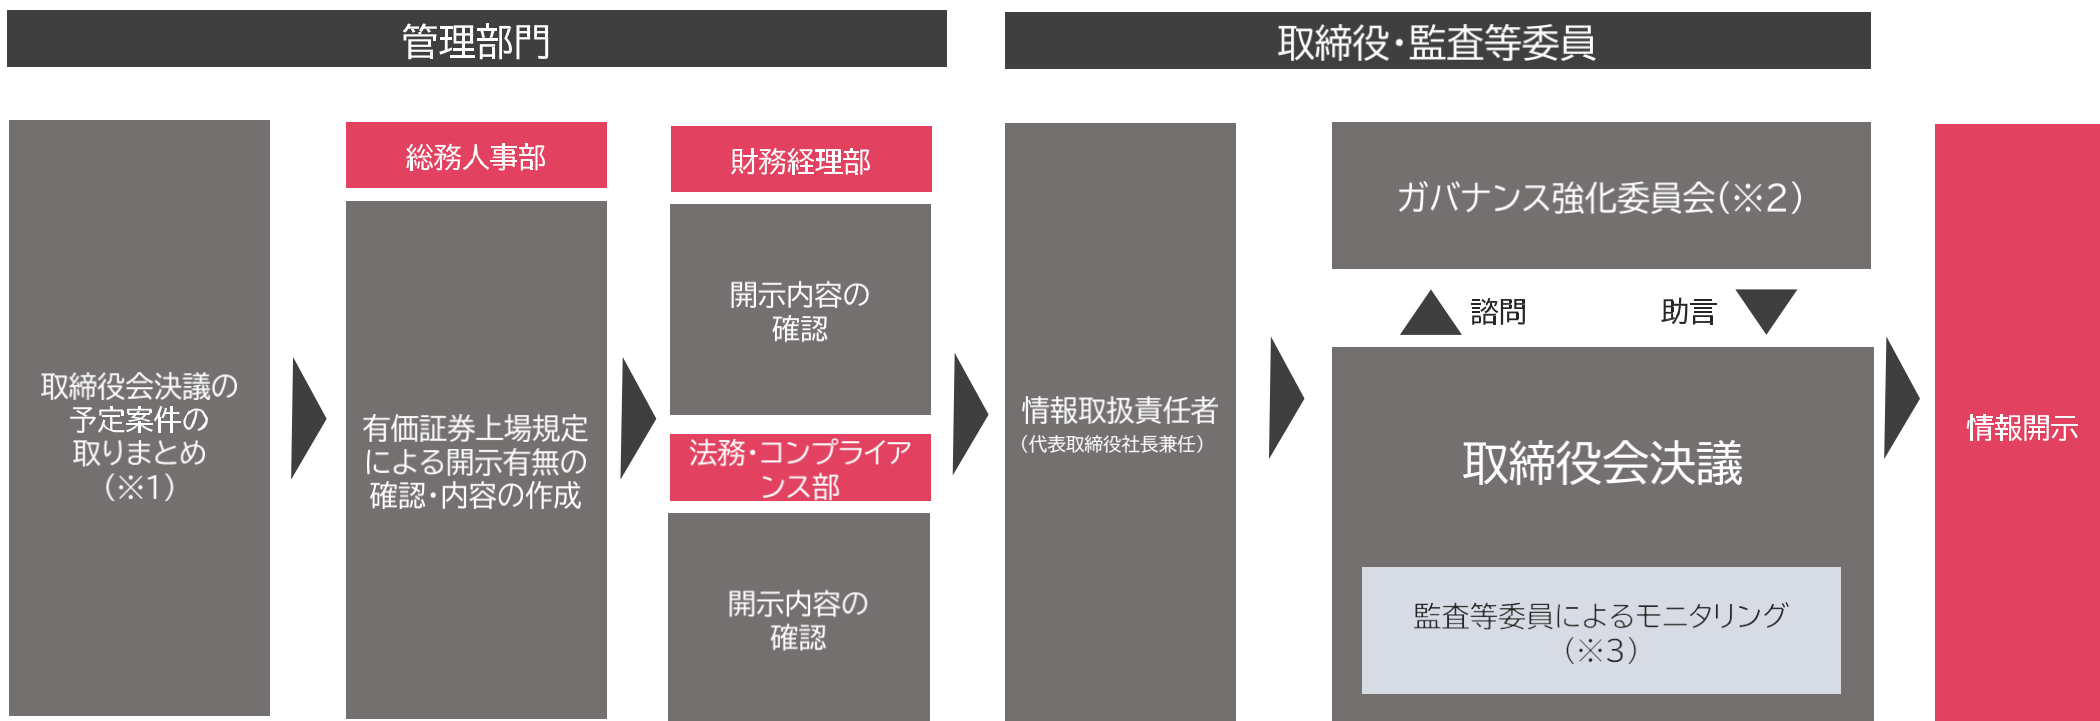 管理部門
取締役・監査等委員
取締役会決議の
予定案件の
取りまとめ
(※1)
総務人事部
有価証券上場規定
による開示有無の
確認・内容の作成
財務経理部
開示内容の
確認
法務・コンプライア
ンス部
開示内容の
確認
情報取扱責任者
(代表取締役社長兼任)
ガバナンス強化委員会(※2)
諮問
助言
取締役会決議
監査等委員によるモニタリング
(※3)
情報開示